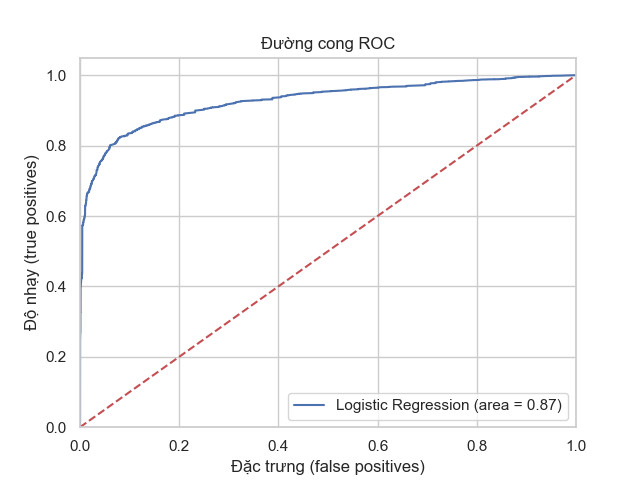 Đường cong ROC
1.0
0.8
0.6
0.4
0.2
0.0
Độ nhạy (true positives)
Logistic Regression (area = 0.87)
0.0 0.2 0.4 0.6 0.8 1.0
Đặc trưng (false positives)